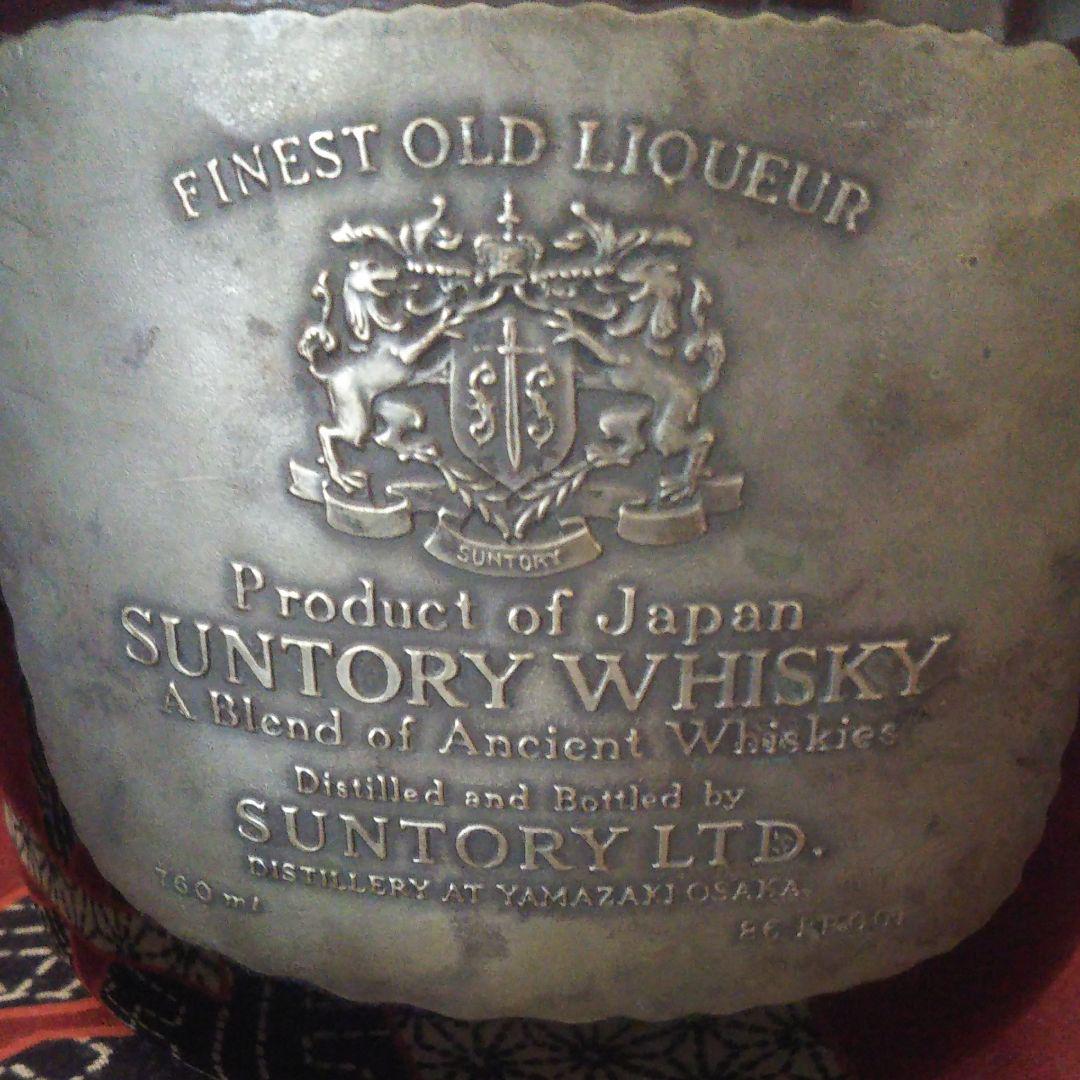 FINEST OLD LIQUEUR
SUNTORY
Product of Japan
SUNTORY WHISKY
A Blend of Ancient Whiskies
Distilled and Bottled by
SUNTORY LTD.
DISTILLERY AT YAMAZAKI OSAKA.
760 ml
86 PROOF